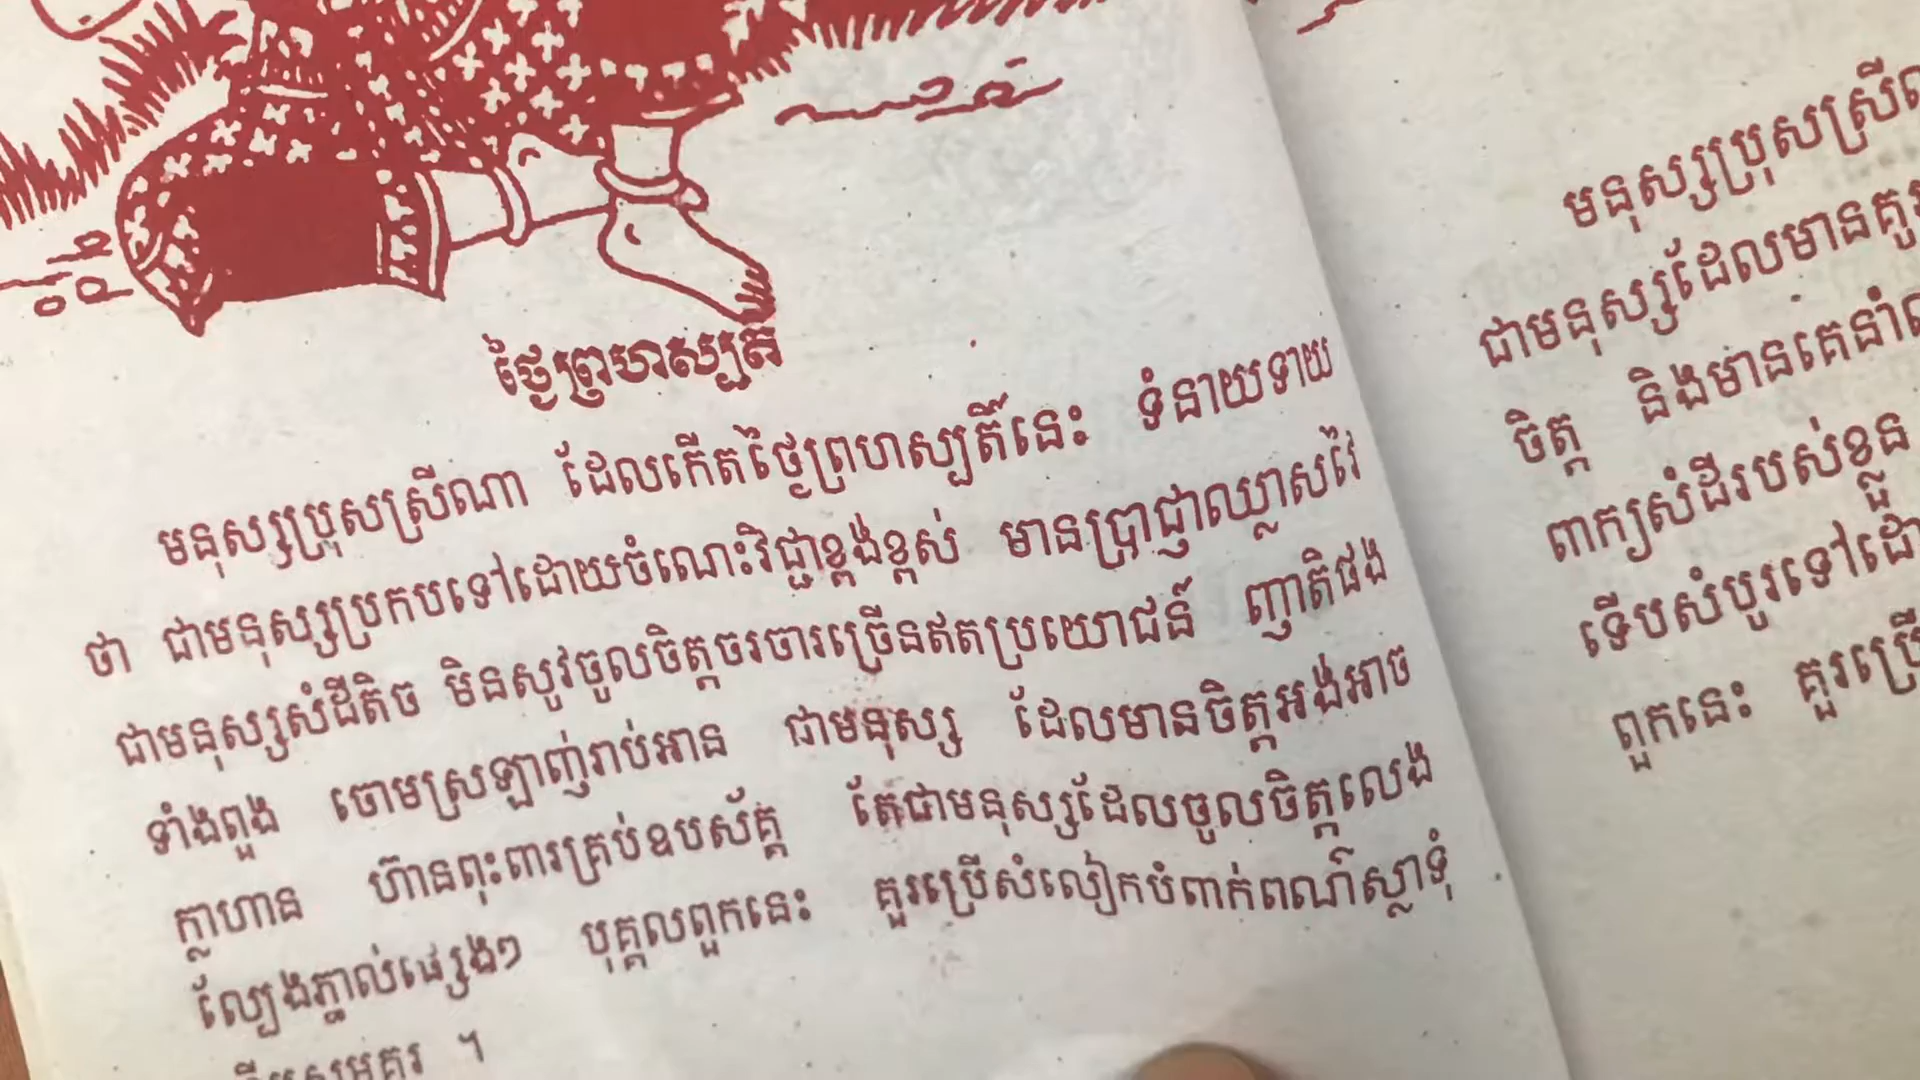 ថ្ងៃព្រហស្បតិ៍
មនុស្សប្រុសស្រីណា ដែលកើតថ្ងៃព្រហស្បតិ៍នេះ ទំនាយទាយ
ថា ជាមនុស្សប្រកបទៅដោយចំណេះវិជ្ជាខ្ពង់ខ្ពស់ មានប្រាជ្ញាឈ្លាសវៃ
ជាមនុស្សសំដីតិច មិនសូវចូលចិត្តចរចារច្រើនឥតប្រយោជន៍ ញាតិផង
ទាំងពួង ចោមស្រឡាញ់រាប់អាន ជាមនុស្ស ដែលមានចិត្តអង់អាច
ក្លាហាន ហ៊ានពុះពារគ្រប់ឧបស័គ្គ តែជាមនុស្សដែលចូលចិត្តលេង
ល្បែងភ្នាល់ផ្សេងៗ បុគ្គលពួកនេះ គួរប្រើសំលៀកបំពាក់ពណ៌ស្លាទុំ
ទើបសមគួរ ។
មនុស្សប្រុសស្រី
ជាមនុស្សដែលមានគូ
ចិត្ត និងមានគេនាំ
ពាក្យសំដីរបស់ខ្លួន
ទើបសំបូរទៅដោ
ពួកនេះ គួរប្រើ